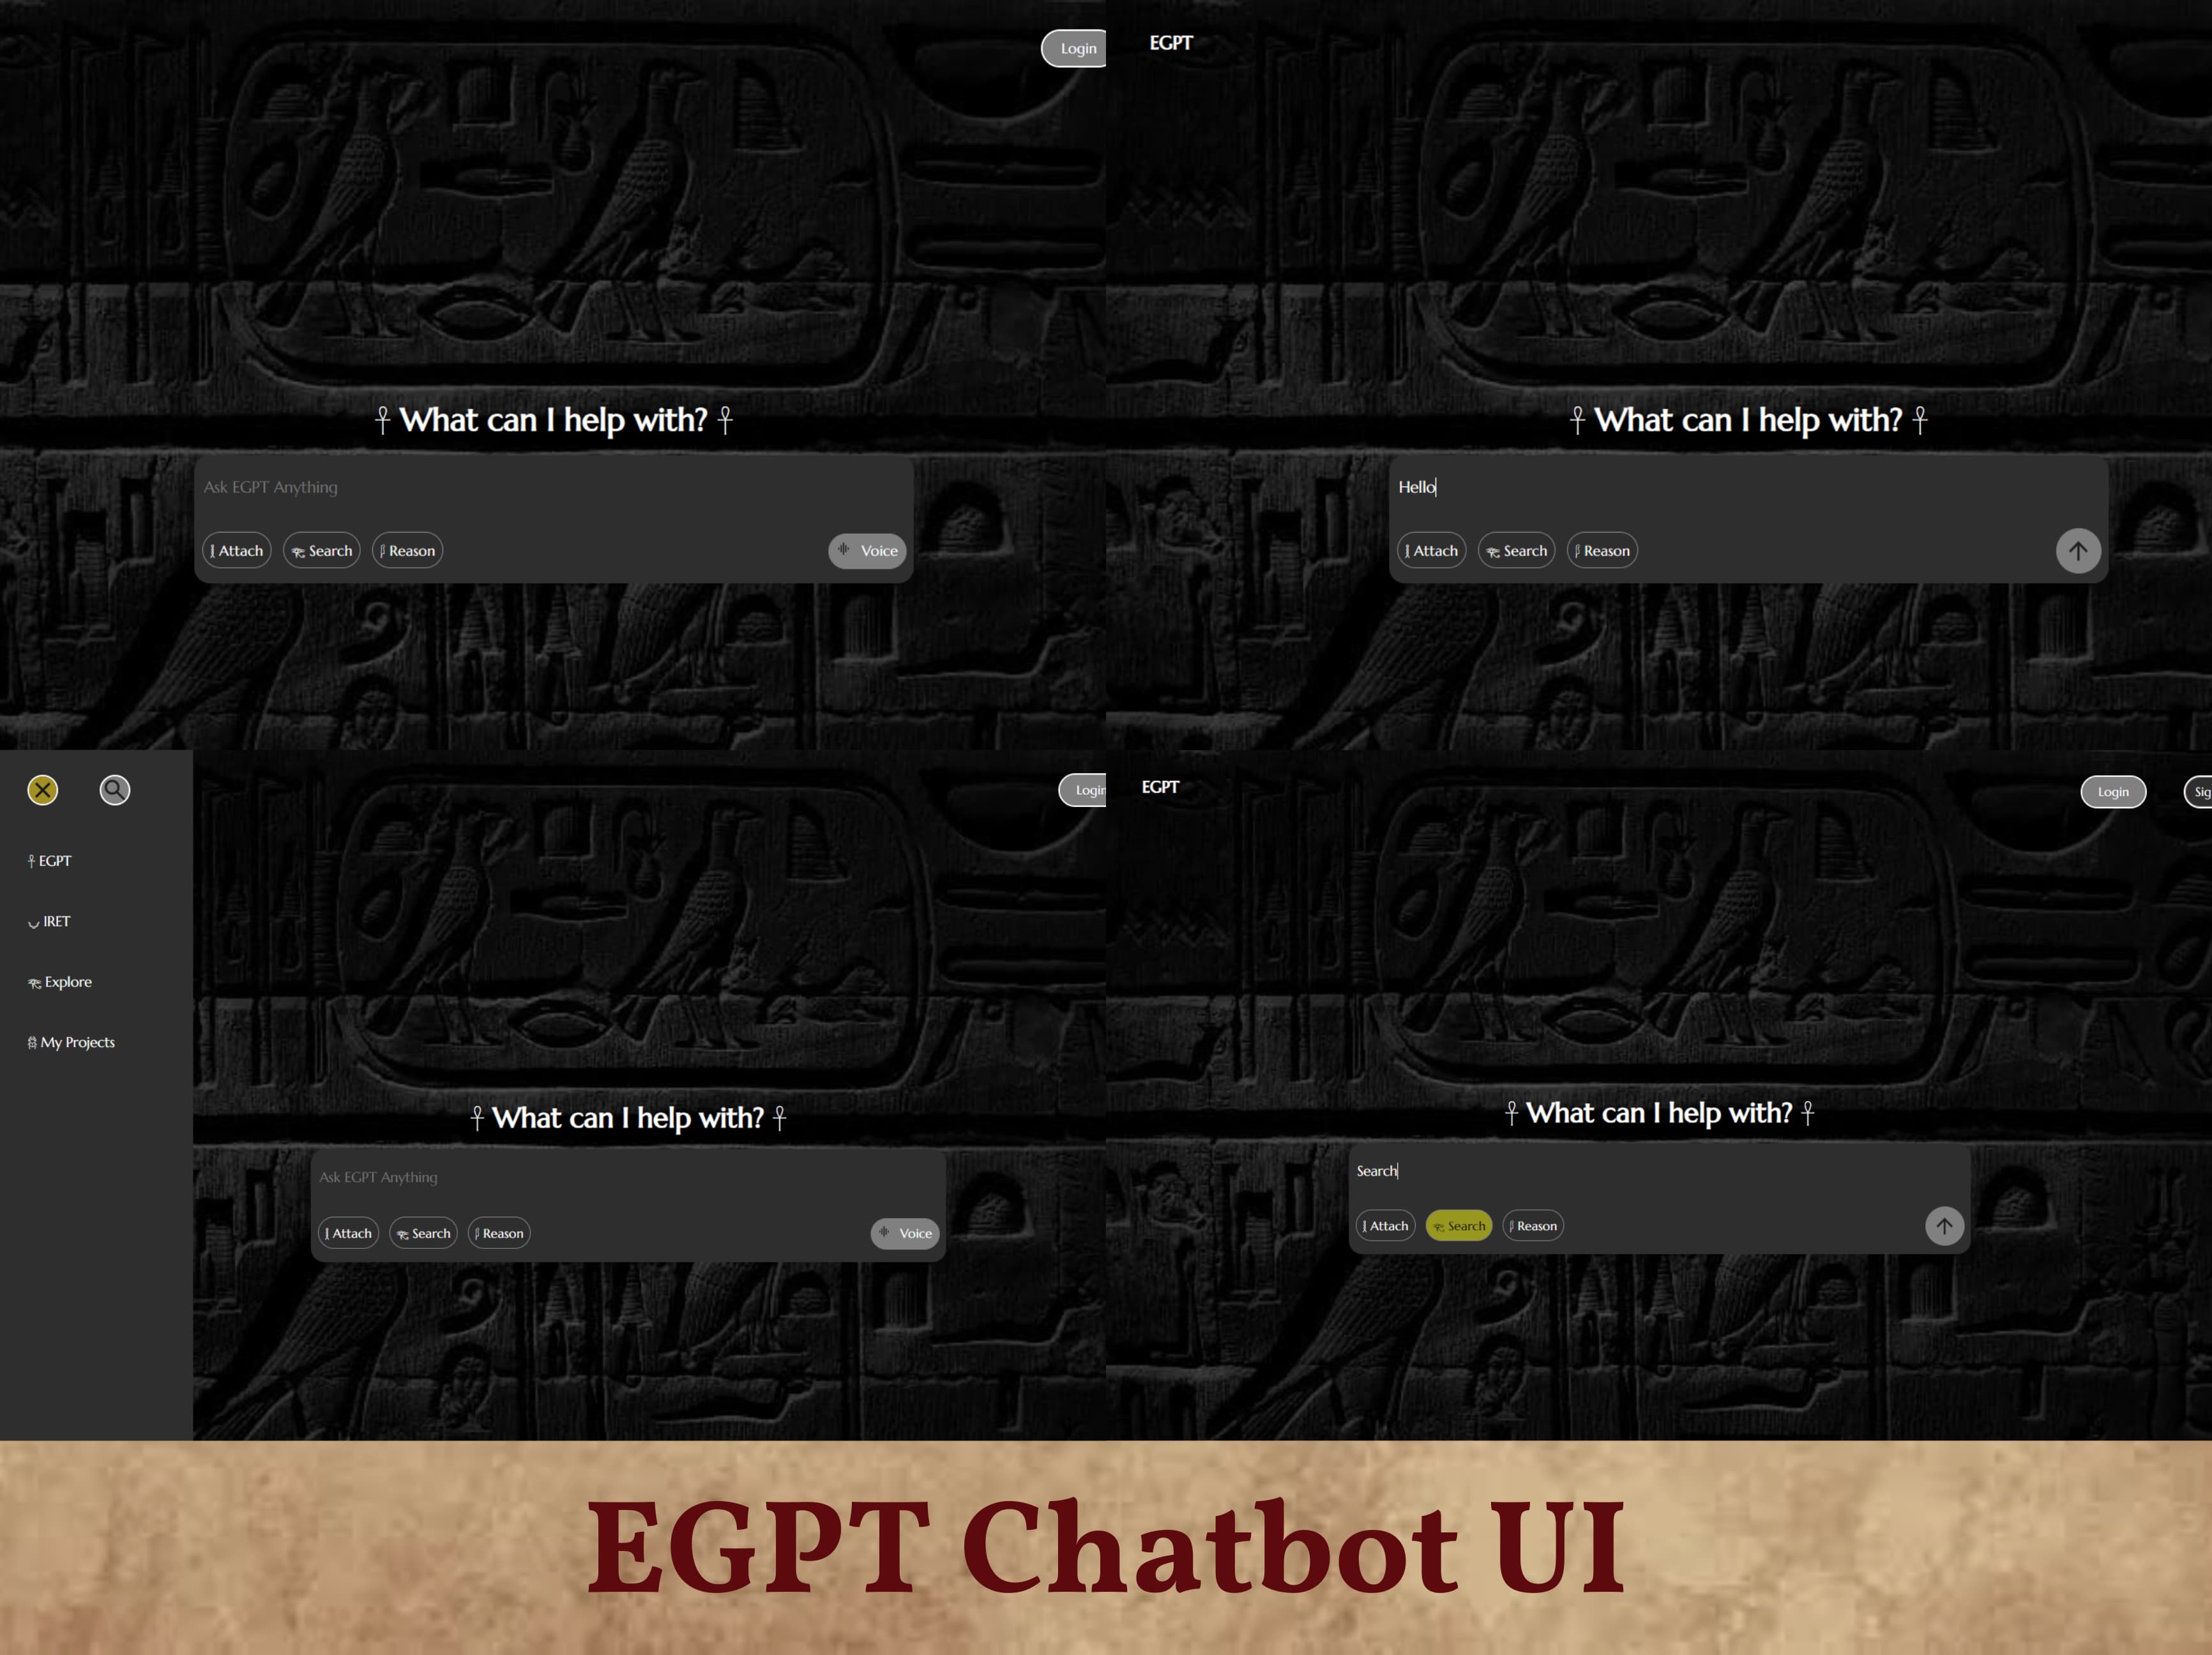 Login
☥ What can I help with? ☥
Ask EGPT Anything
Attach Search Reason Voice
EGPT
☥ What can I help with? ☥
Hello
Attach Search Reason
☥ EGPT
IRET
Explore
My Projects
Login
☥ What can I help with? ☥
Ask EGPT Anything
Attach Search Reason Voice
EGPT
Login Sig
☥ What can I help with? ☥
Search
Attach Search Reason
EGPT Chatbot UI